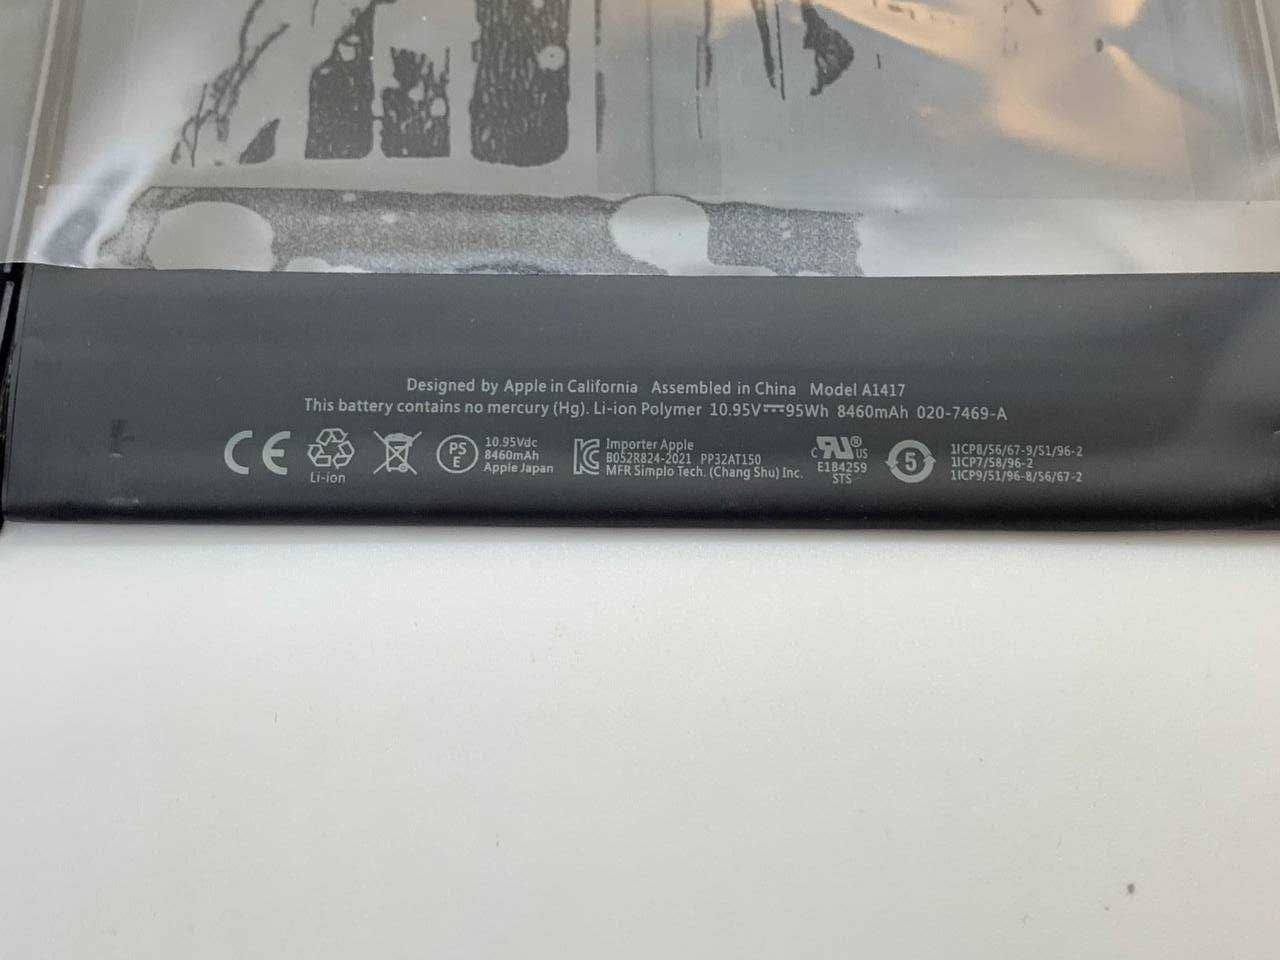 Designed by Apple in California Assembled in China Model A1417
This battery contains no mercury (Hg). Li-ion Polymer 10.95V⎓95Wh 8460mAh 020-7469-A
CE
Li-ion
PS
E
10.95Vdc
8460mAh
Apple Japan
Importer Apple
B052R824-2021 PP32AT150
MFR Simplo Tech. (Chang Shu) Inc.
c RU® US
E184259
STS
5
1ICP8/56/67-9/51/96-2
1ICP7/58/96-2
1ICP9/51/96-8/56/67-2